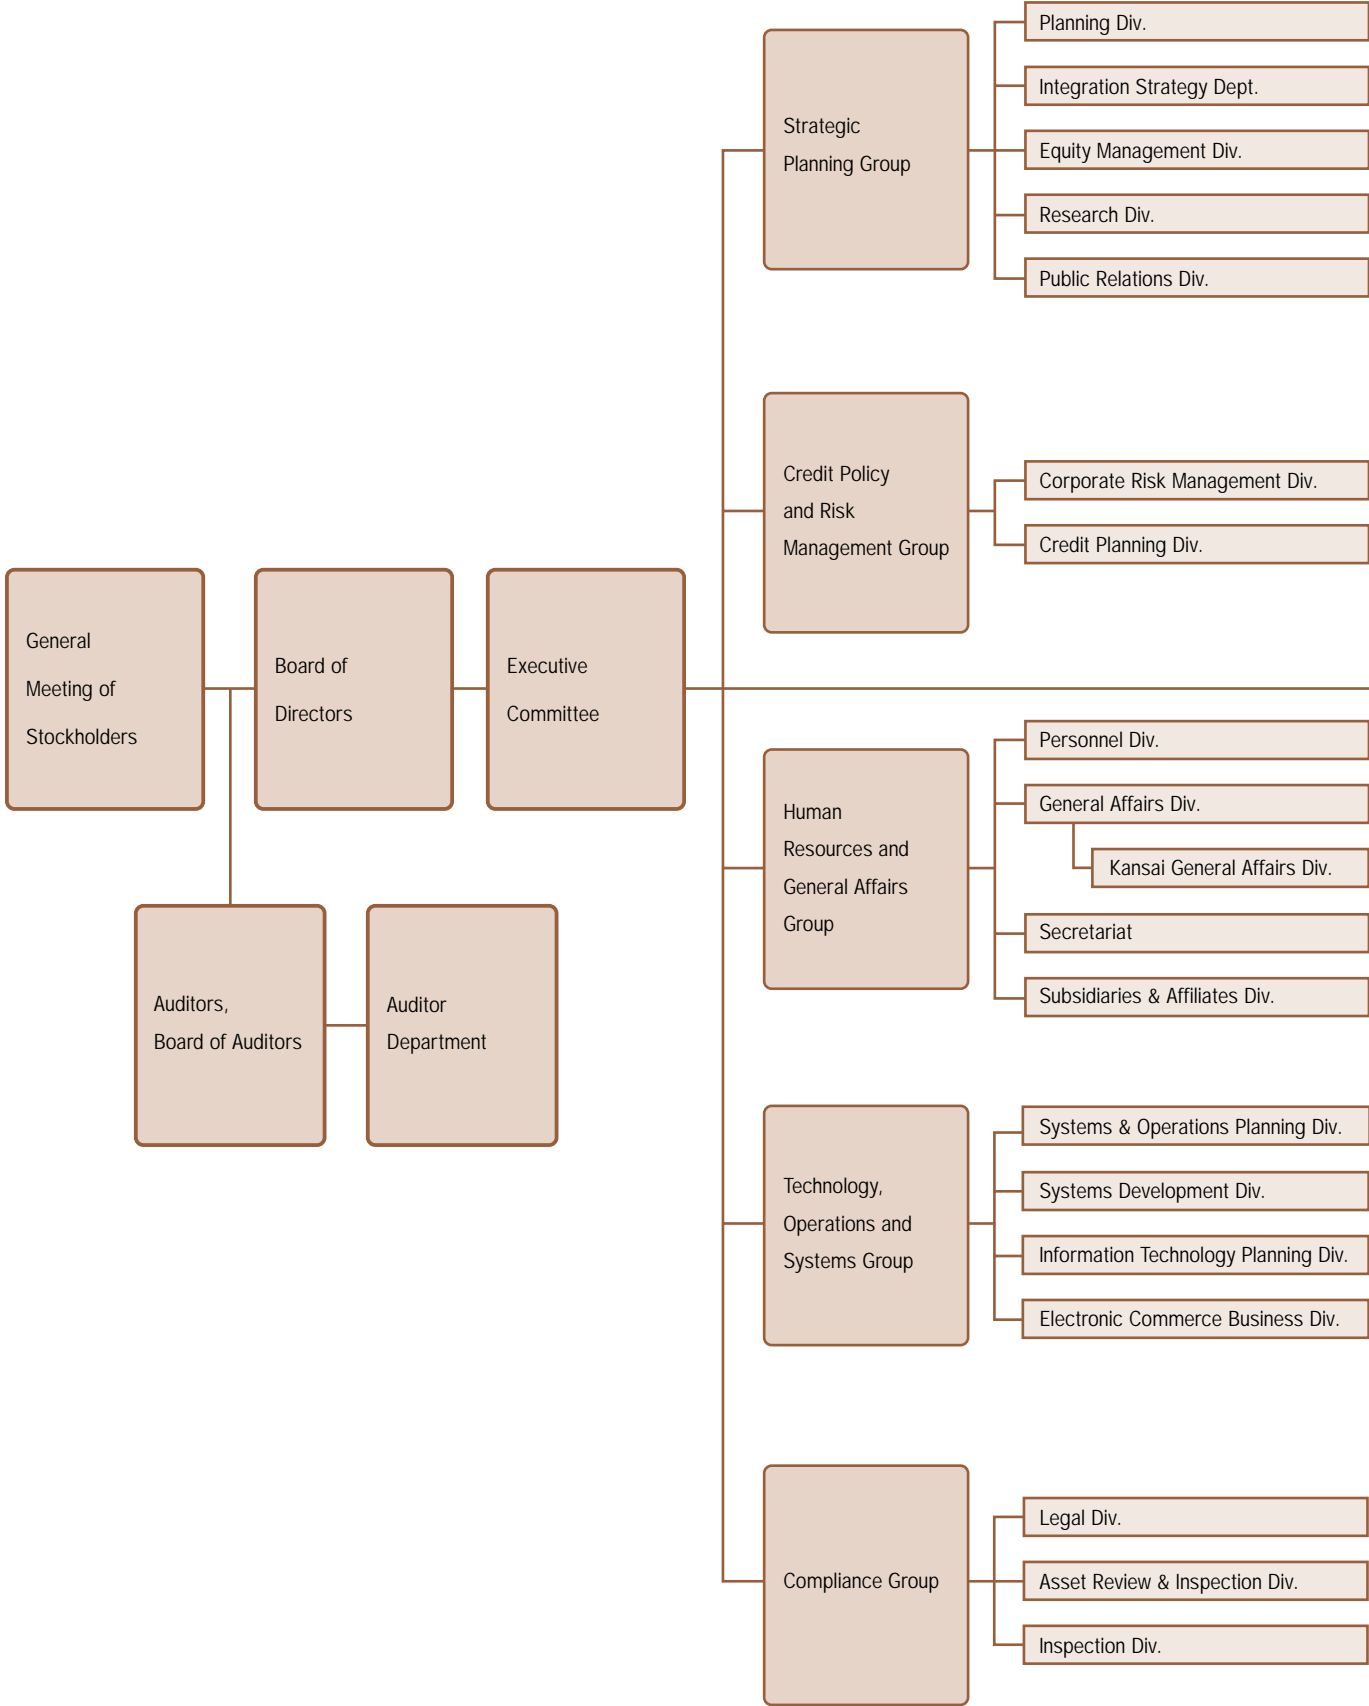 General
Meeting of
Stockholders
Board of
Directors
Executive
Committee
Auditors,
Board of Auditors
Auditor
Department
Strategic
Planning Group
Planning Div.
Integration Strategy Dept.
Equity Management Div.
Research Div.
Public Relations Div.
Credit Policy
and Risk
Management Group
Corporate Risk Management Div.
Credit Planning Div.
Human
Resources and
General Affairs
Group
Personnel Div.
General Affairs Div.
Kansai General Affairs Div.
Secretariat
Subsidiaries & Affiliates Div.
Technology,
Operations and
Systems Group
Systems & Operations Planning Div.
Systems Development Div.
Information Technology Planning Div.
Electronic Commerce Business Div.
Compliance Group
Legal Div.
Asset Review & Inspection Div.
Inspection Div.